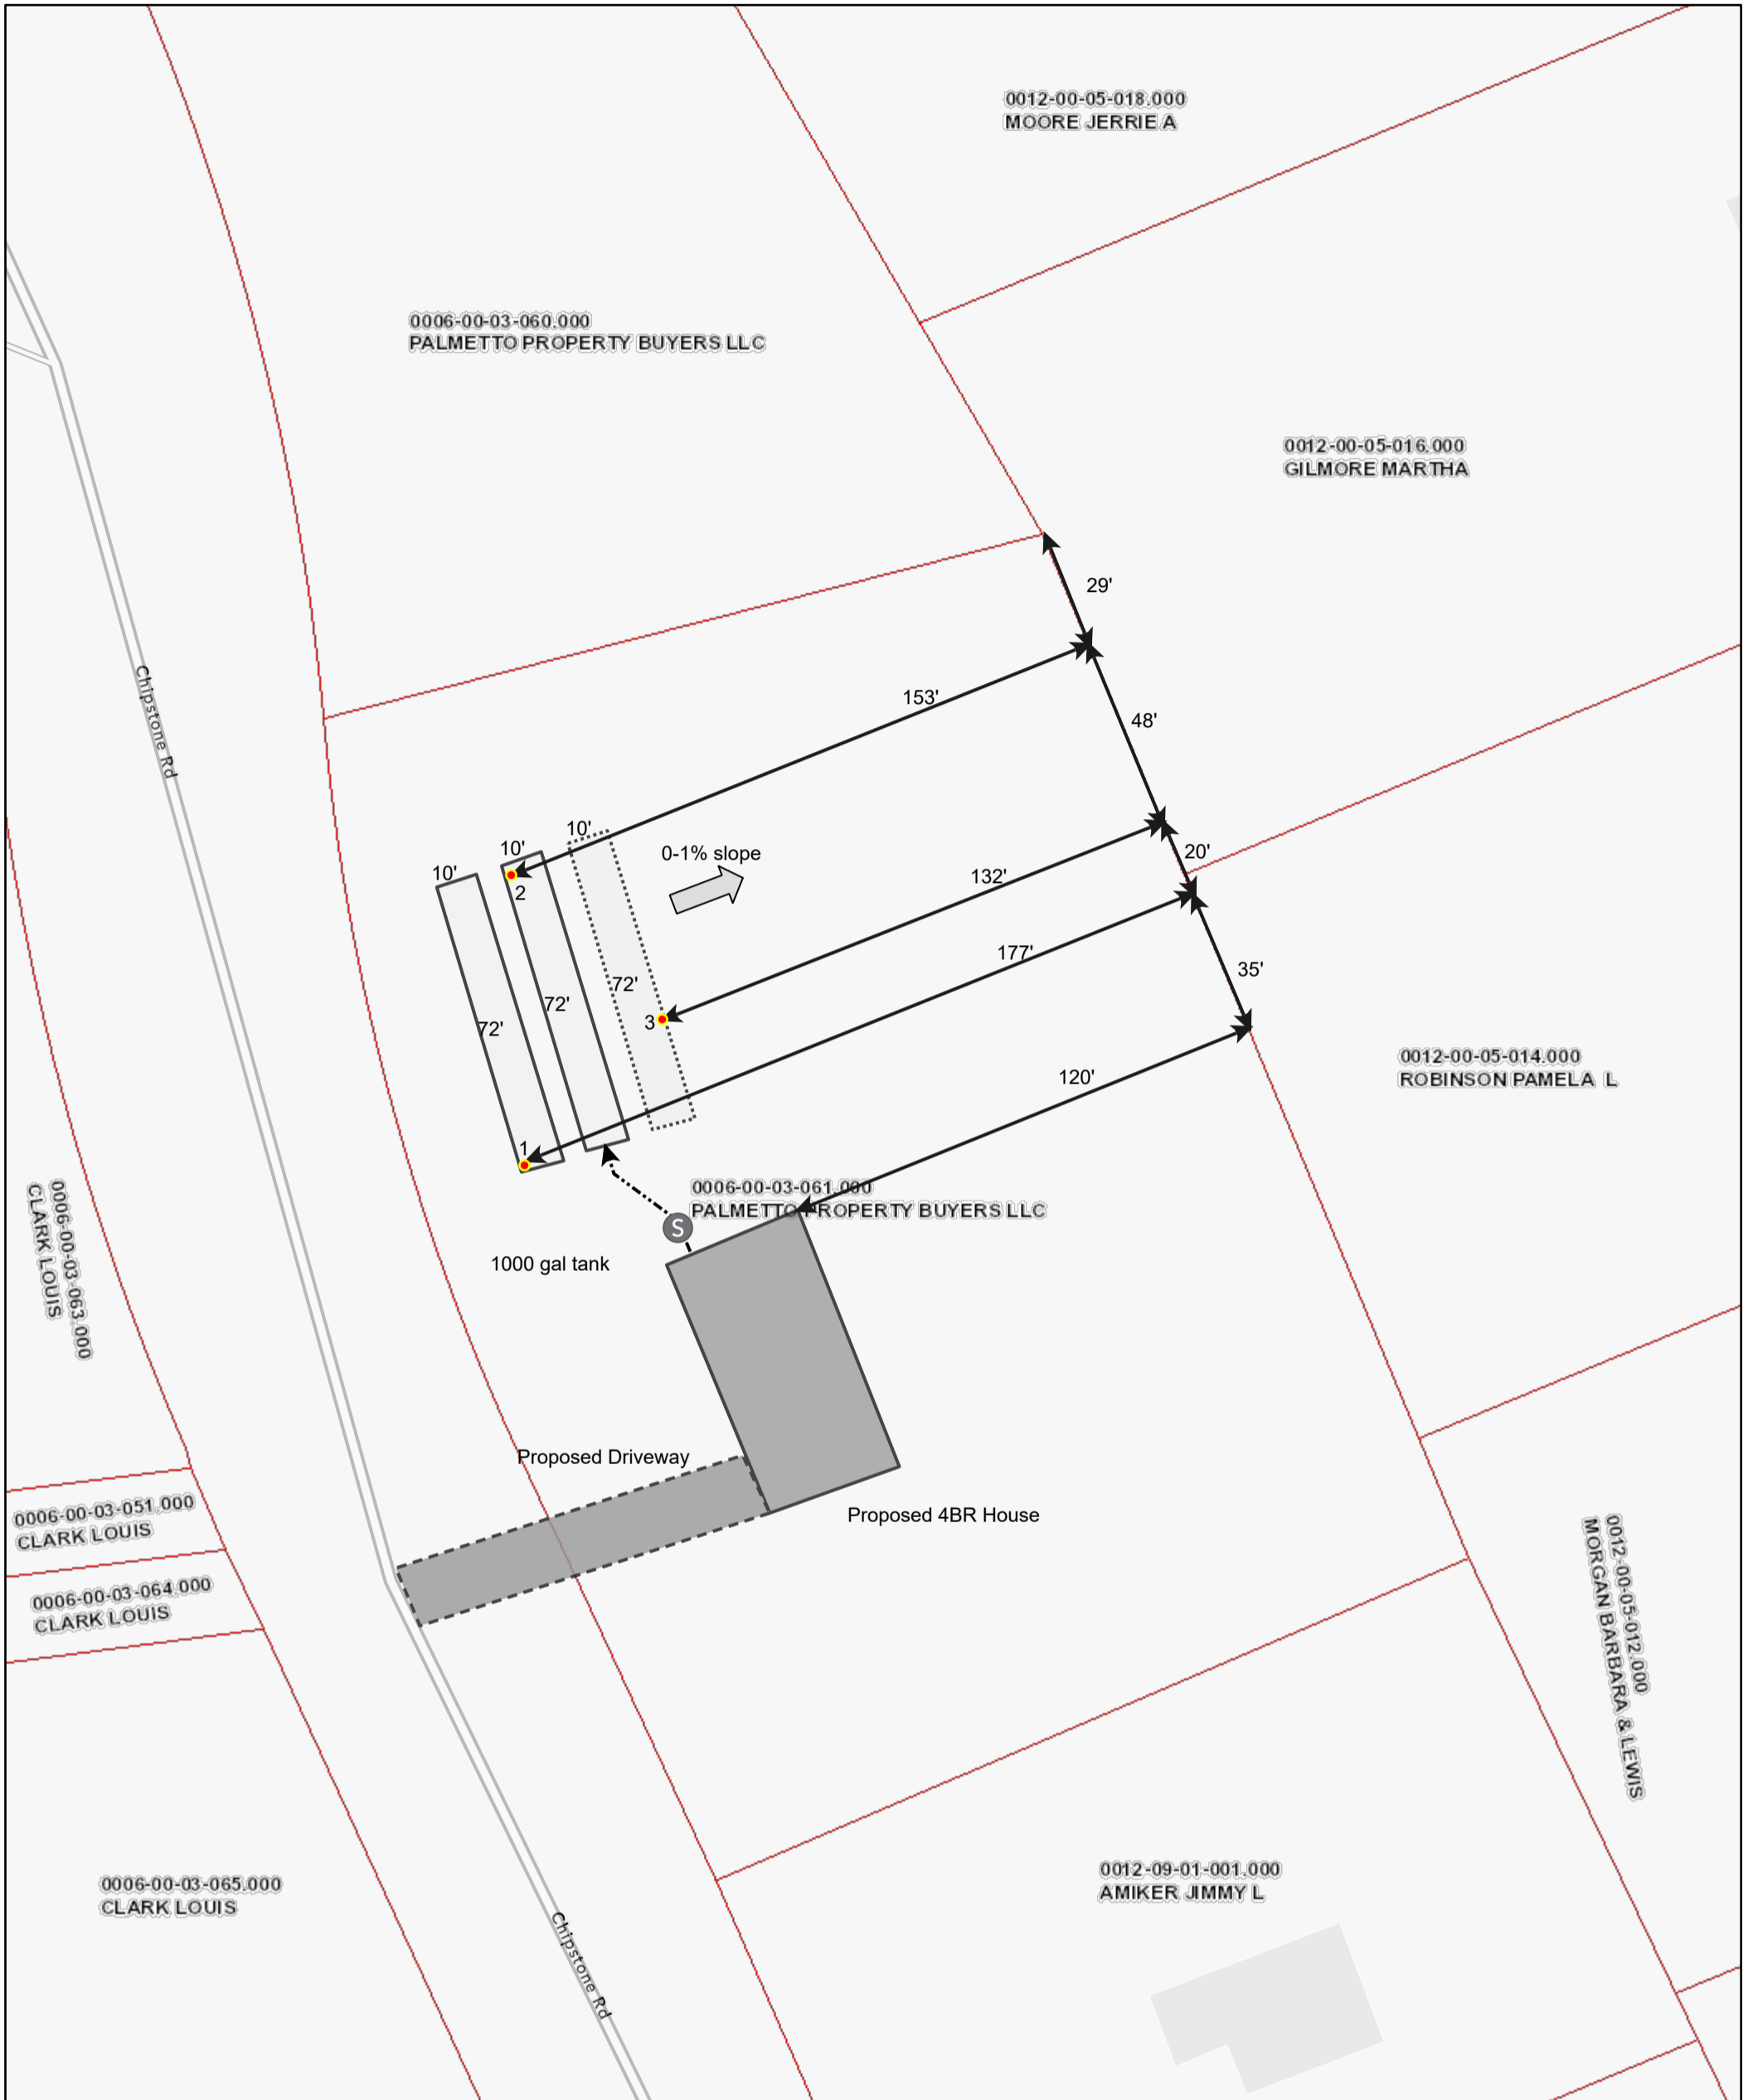 0012-00-05-018.000
MOORE JERRIE A
0006-00-03-060.000
PALMETTO PROPERTY BUYERS LLC
0012-00-05-016.000
GILMORE MARTHA
29'
153'
48'
Chipstone Rd
10'
10'
10'
0-1% slope
20'
2
132'
177'
35'
72'
72'
72'
3
0012-00-05-014.000
ROBINSON PAMELA L
120'
1
0006-00-03-061.000
PALMETTO PROPERTY BUYERS LLC
S
1000 gal tank
0006-00-03-063.000
CLARK LOUIS
Proposed Driveway
Proposed 4BR House
0006-00-03-051.000
CLARK LOUIS
0006-00-03-064.000
CLARK LOUIS
0012-00-05-012.000
MORGAN BARBARA & LEWIS
0006-00-03-065.000
CLARK LOUIS
0012-09-01-001.000
AMIKER JIMMY L
Chipstone Rd